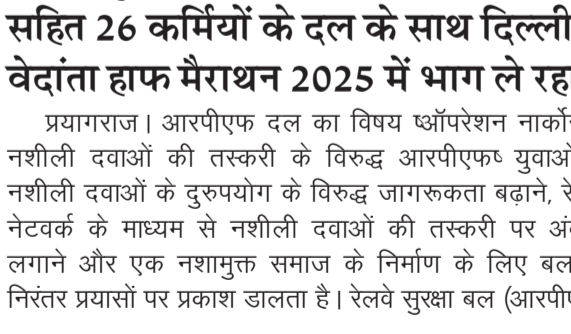 सहित 26 कर्मियों के दल के साथ दिल्ली
वेदांता हाफ मैराथन 2025 में भाग ले रहा
प्रयागराज। आरपीएफ दल का विषय ष्ऑपरेशन नार्को
नशीली दवाओं की तस्करी के विरुद्ध आरपीएफष् युवाओं
नशीली दवाओं के दुरुपयोग के विरुद्ध जागरूकता बढ़ाने, रे
नेटवर्क के माध्यम से नशीली दवाओं की तस्करी पर अं
लगाने और एक नशामुक्त समाज के निर्माण के लिए बल
निरंतर प्रयासों पर प्रकाश डालता है। रेलवे सुरक्षा बल (आरपी